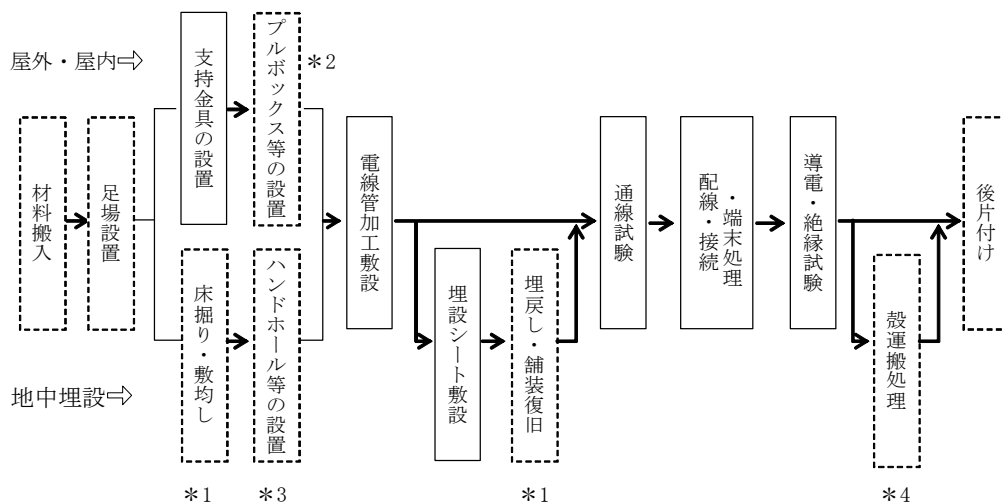 屋外・屋内⇨
材料搬入
足場設置
支持金具の設置
プルボックス等の設置
＊2
地中埋設⇨
床掘り・敷均し
ハンドホール等の設置
＊1
＊3
電線管加工敷設
埋設シート敷設
埋戻し・舗装復旧
＊1
通線試験
配線・接続
・端末処理
導電・絶縁試験
殻運搬処理
＊4
後片付け